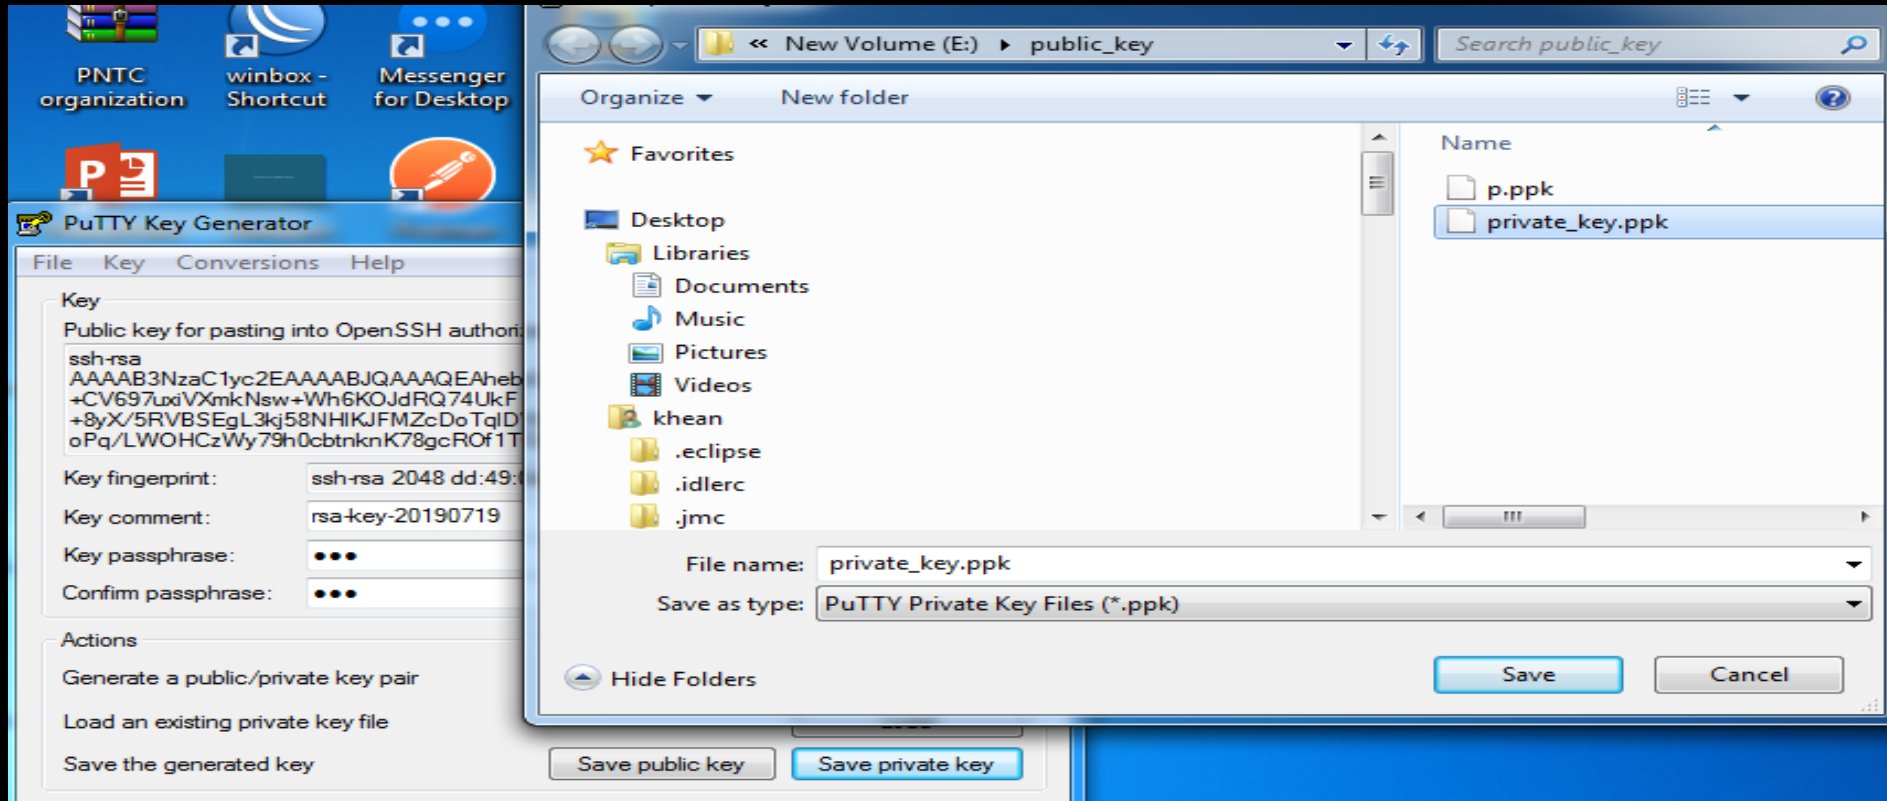 PNTC
organization
winbox -
Shortcut
Messenger
for Desktop
P
PuTTY Key Generator
File Key Conversions Help
Key
Public key for pasting into OpenSSH
ssh-rsa
AAAAB3NzaC1yc2EAAAABJQAAAQEAheb
+CV697uxiVXmkNsw+Wh6KOJdRQ74UkF
+8yX/5RVBSEgL3kj58NHIKJFMZcDoTqID
oPq/LWOHCzWy79h0cbtnknK78gcROf1T
Key fingerprint: ssh-rsa 2048 dd:49:
Key comment: rsa-key-20190719
Key passphrase: ●●●
Confirm passphrase: ●●●
Actions
Generate a public/private key pair
Load an existing private key file
Save the generated key Save public key Save private key
« New Volume (E:) ▸ public_key
Search public_key
Organize New folder
Favorites
Desktop
Libraries
Documents
Music
Pictures
Videos
khean
.eclipse
.idlerc
.jmc
Name
p.ppk
private_key.ppk
File name: private_key.ppk
Save as type: PuTTY Private Key Files (*.ppk)
Hide Folders Save Cancel